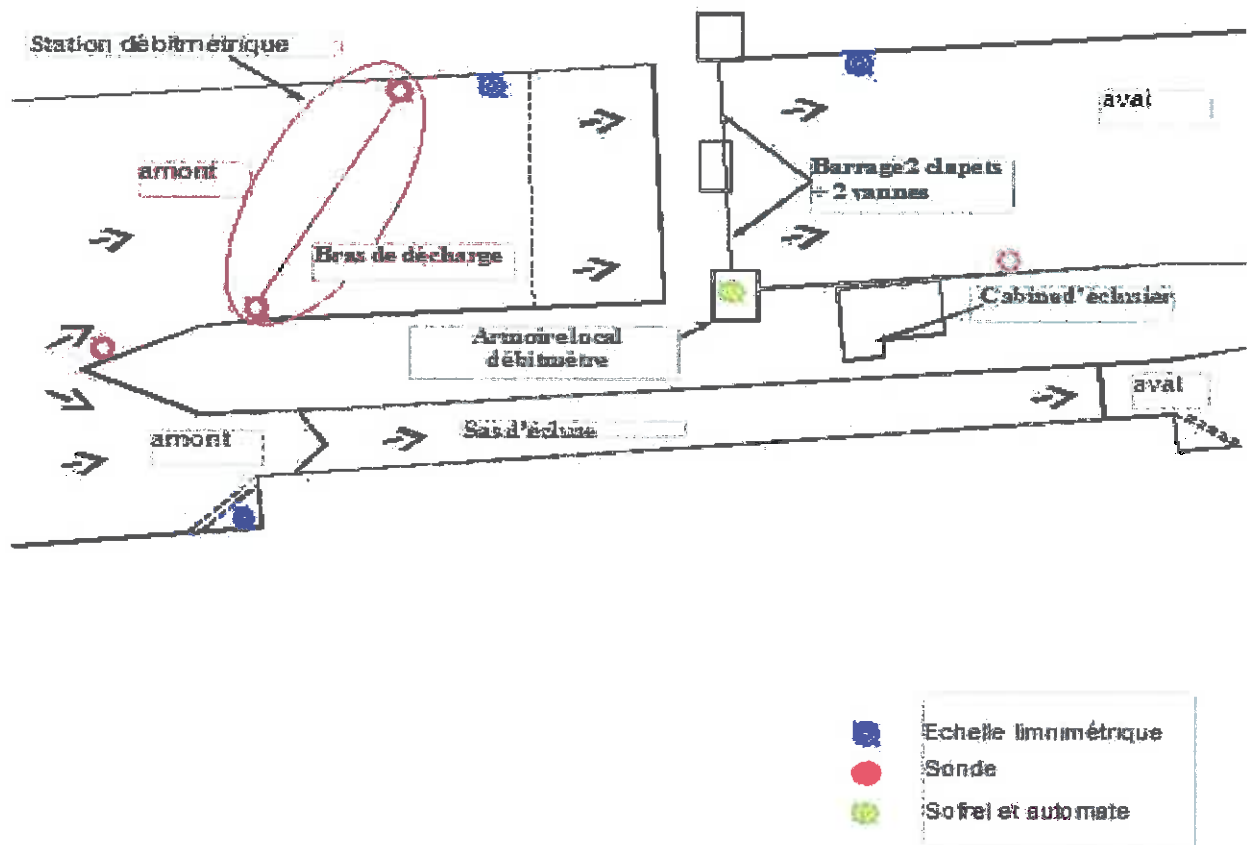 Station débitmétrique
aval
amont
Barrage 2 clapets
+ 2 vannes
Bras de décharge
Cabine d'éclusier
Armoire local
débitmètre
aval
amont
Sas d'écluse
Echelle limnimétrique
Sonde
Sofrel et automate